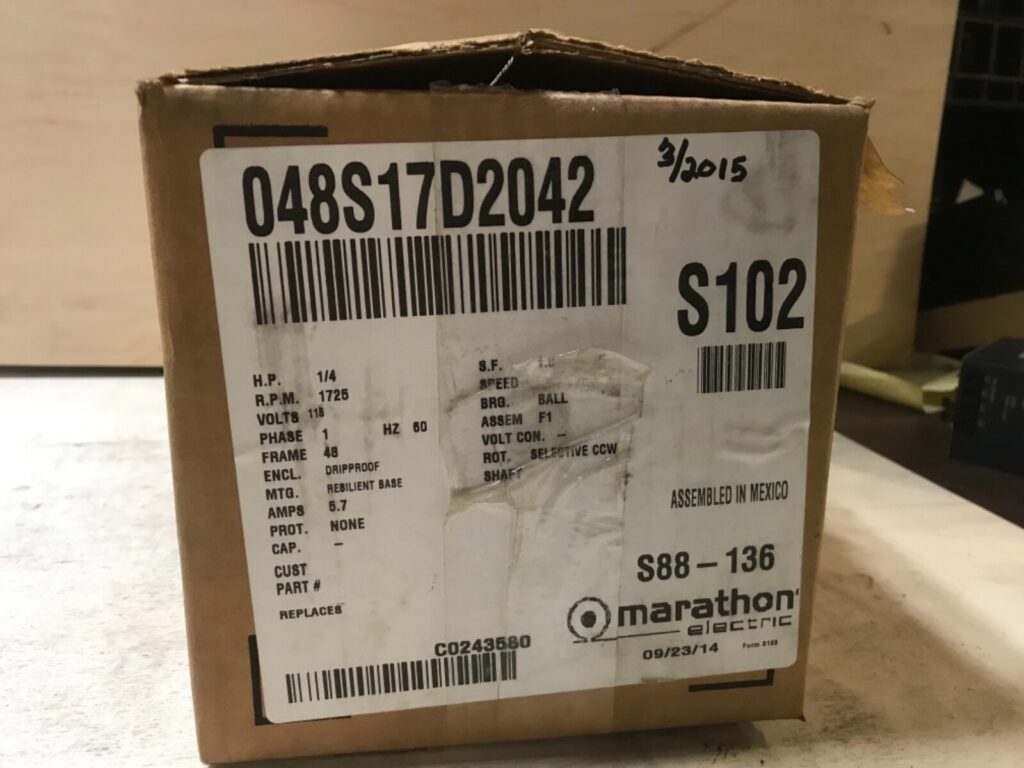 048S17D2042
3/2015
S102
H.P. 1/4
R.P.M. 1725
VOLTS 115
PHASE 1 HZ 60
FRAME 48
ENCL. DRIPPROOF
MTG. RESILIENT BASE
AMPS 5.7
PROT. NONE
CAP. –
CUST
PART #
REPLACES
S.F.
SPEED
BRG. BALL
ASSEM F1
VOLT CON. –
ROT. SELECTIVE CCW
SHAFT
ASSEMBLED IN MEXICO
S88 – 136
marathon
electric
C0243580
09/23/14 Form 3133